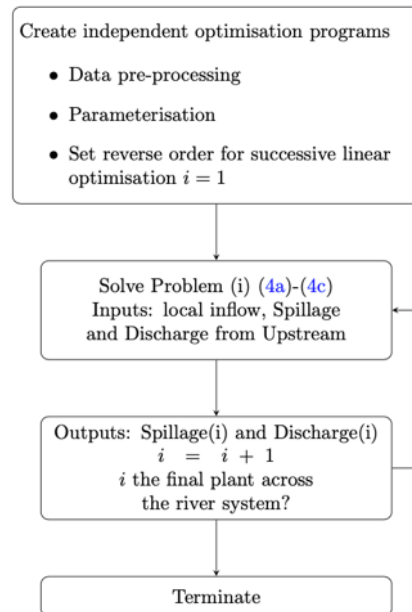 Create independent optimisation programs
• Data pre-processing
• Parameterisation
• Set reverse order for successive linear
optimisation i = 1
Solve Problem (i) (4a)-(4c)
Inputs: local inflow, Spillage
and Discharge from Upstream
Outputs: Spillage(i) and Discharge(i)
i = i + 1
i the final plant across
the river system?
Terminate